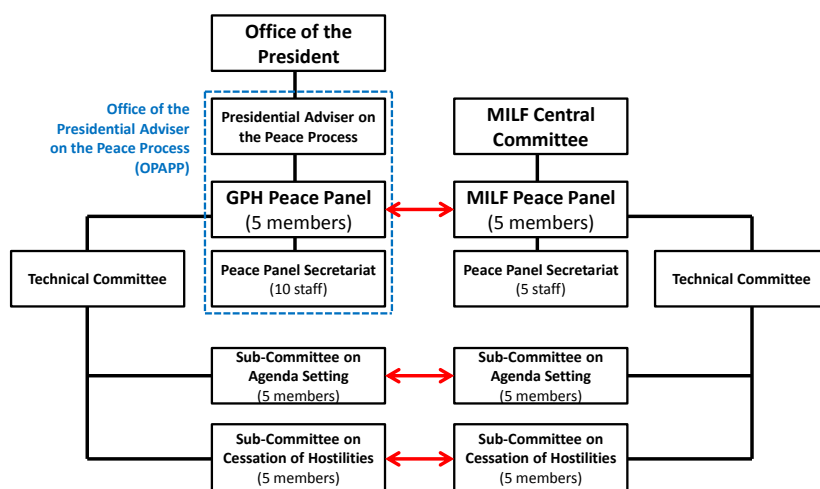 Office of the
President
Office of the
Presidential Adviser
on the Peace Process
(OPAPP)
Presidential Adviser on
the Peace Process
MILF Central
Committee
GPH Peace Panel
(5 members)
MILF Peace Panel
(5 members)
Technical Committee
Peace Panel Secretariat
(10 staff)
Peace Panel Secretariat
(5 staff)
Technical Committee
Sub-Committee on
Agenda Setting
(5 members)
Sub-Committee on
Agenda Setting
(5 members)
Sub-Committee on
Cessation of Hostilities
(5 members)
Sub-Committee on
Cessation of Hostilities
(5 members)